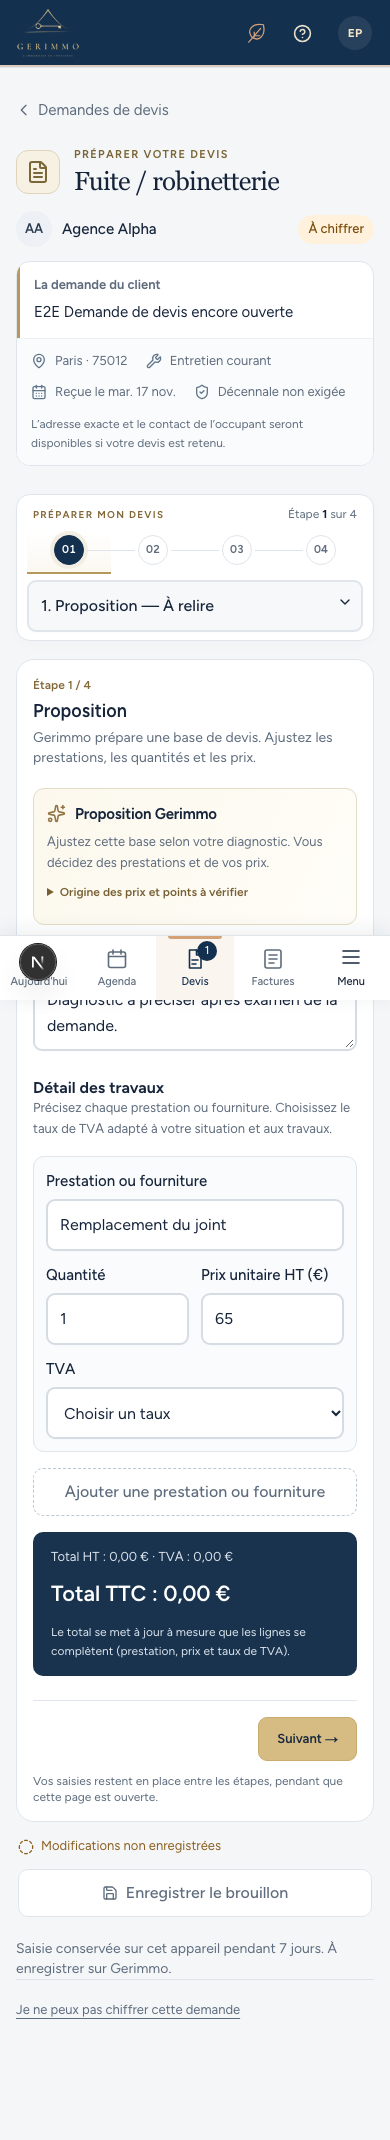 GERIMMO
EP
Demandes de devis
PRÉPARER VOTRE DEVIS
Fuite / robinetterie
AA
Agence Alpha
À chiffrer
La demande du client
E2E Demande de devis encore ouverte
Paris · 75012
Entretien courant
Reçue le mar. 17 nov.
Décennale non exigée
L'adresse exacte et le contact de l'occupant seront
disponibles si votre devis est retenu.
PRÉPARER MON DEVIS
Étape 1 sur 4
01
02
03
04
1. Proposition — À relire
Étape 1 / 4
Proposition
Gerimmo prépare une base de devis. Ajustez les
prestations, les quantités et les prix.
Proposition Gerimmo
Ajustez cette base selon votre diagnostic. Vous
décidez des prestations et de vos prix.
Origine des prix et points à vérifier
N
1
Aujourd'hui
Agenda
Devis
Factures
Menu
Diagnostic à préciser après examen de la
demande.
Détail des travaux
Précisez chaque prestation ou fourniture. Choisissez le
taux de TVA adapté à votre situation et aux travaux.
Prestation ou fourniture
Remplacement du joint
Quantité
Prix unitaire HT (€)
1
65
TVA
Choisir un taux
Ajouter une prestation ou fourniture
Total HT : 0,00 € · TVA : 0,00 €
Total TTC : 0,00 €
Le total se met à jour à mesure que les lignes se
complètent (prestation, prix et taux de TVA).
Suivant →
Vos saisies restent en place entre les étapes, pendant que
cette page est ouverte.
Modifications non enregistrées
Enregistrer le brouillon
Saisie conservée sur cet appareil pendant 7 jours. À
enregistrer sur Gerimmo.
Je ne peux pas chiffrer cette demande